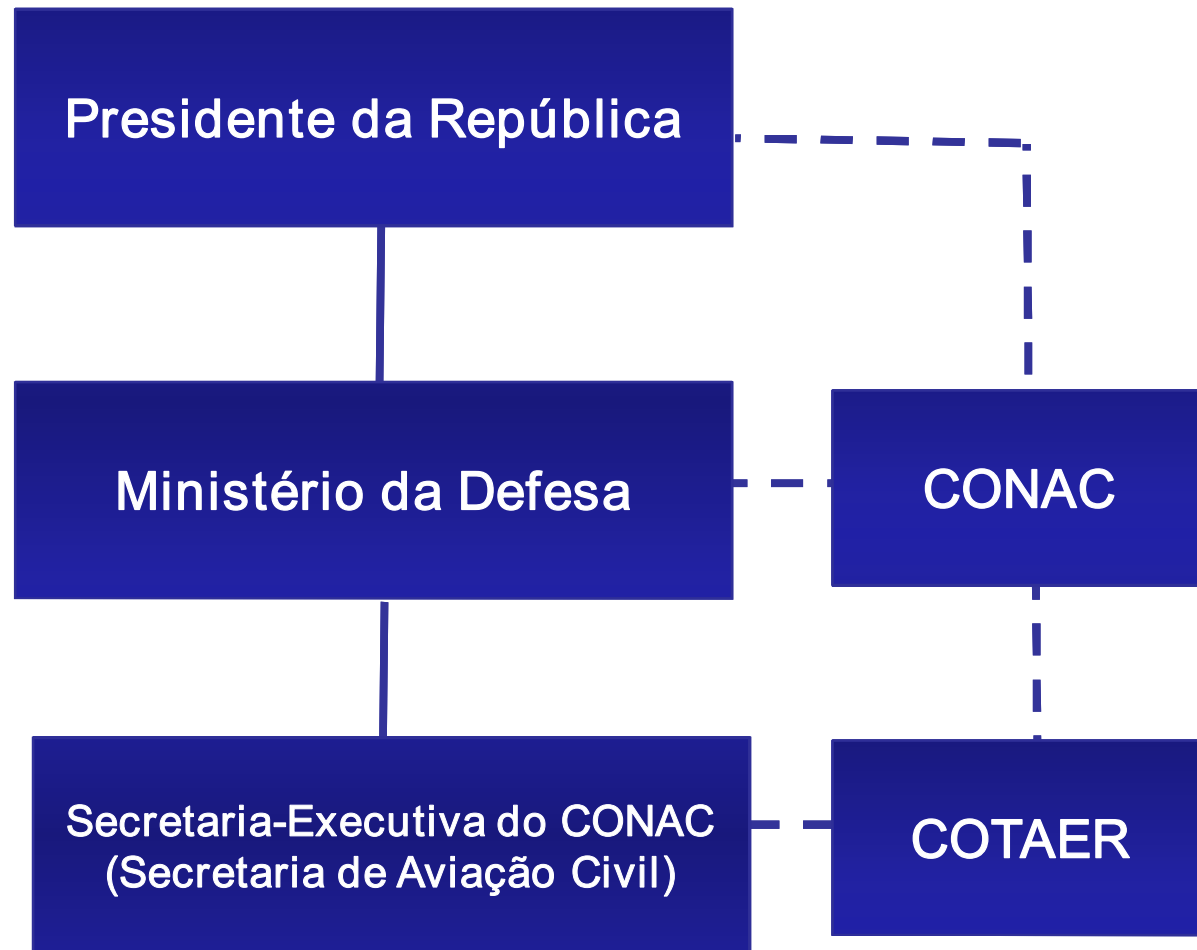 Presidente da República
Ministério da Defesa
CONAC
Secretaria-Executiva do CONAC
(Secretaria de Aviação Civil)
COTAER